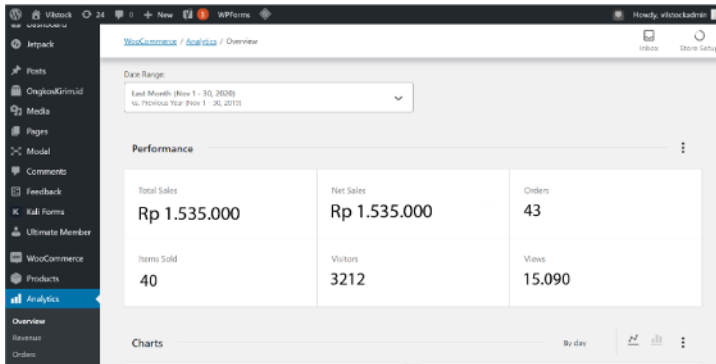 Vilstock 24 0 + New 1 WPForms Howdy, vilstockadmin
Dashboard
Jetpack
Posts
OngkosKirim.id
Media
Pages
Modal
Comments
Feedback
K Kali Forms
Ultimate Member
WooCommerce
Products
Analytics
Overview
Revenue
Orders
WooCommerce / Analytics / Overview
Inbox
Store Setup
Date Range:
Last Month (Nov 1 - 30, 2020)
vs. Previous Year (Nov 1 - 30, 2019)
Performance
Total Sales
Rp 1.535.000
Net Sales
Rp 1.535.000
Orders
43
Items Sold
40
Visitors
3212
Views
15.090
Charts
By day